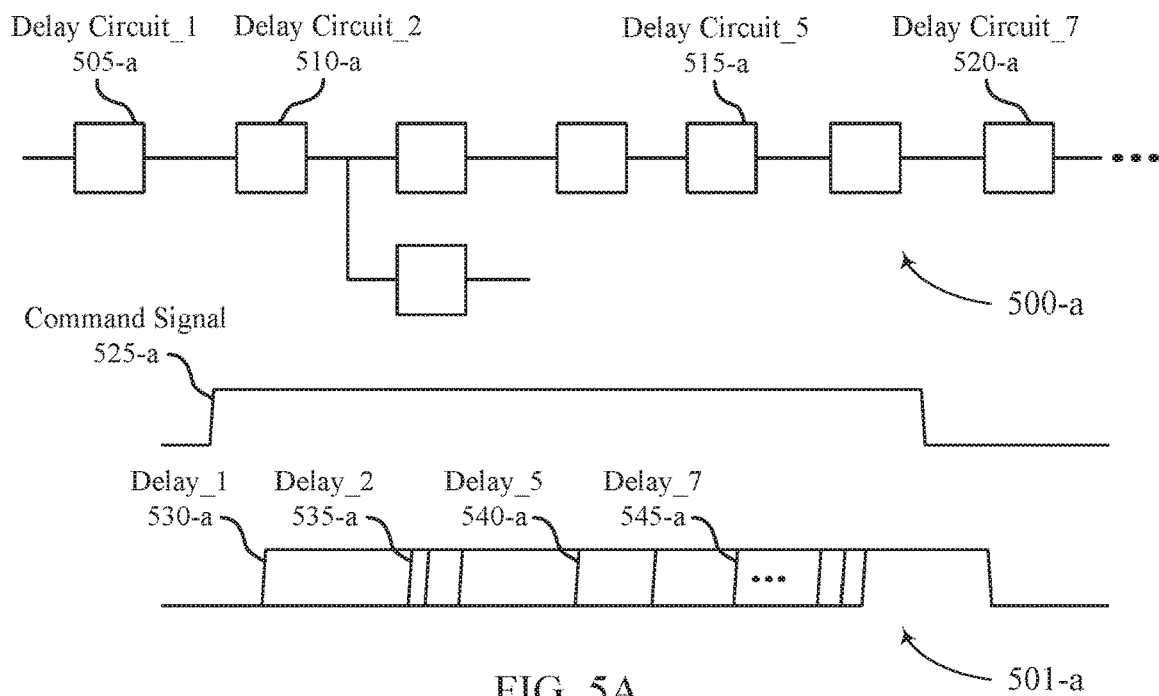 Delay Circuit_1
505-a
Delay Circuit_2
510-a
Delay Circuit_5
515-a
Delay Circuit_7
520-a
500-a
Command Signal
525-a
Delay_1
530-a
Delay_2
535-a
Delay_5
540-a
Delay_7
545-a
501-a
FIG. 5A